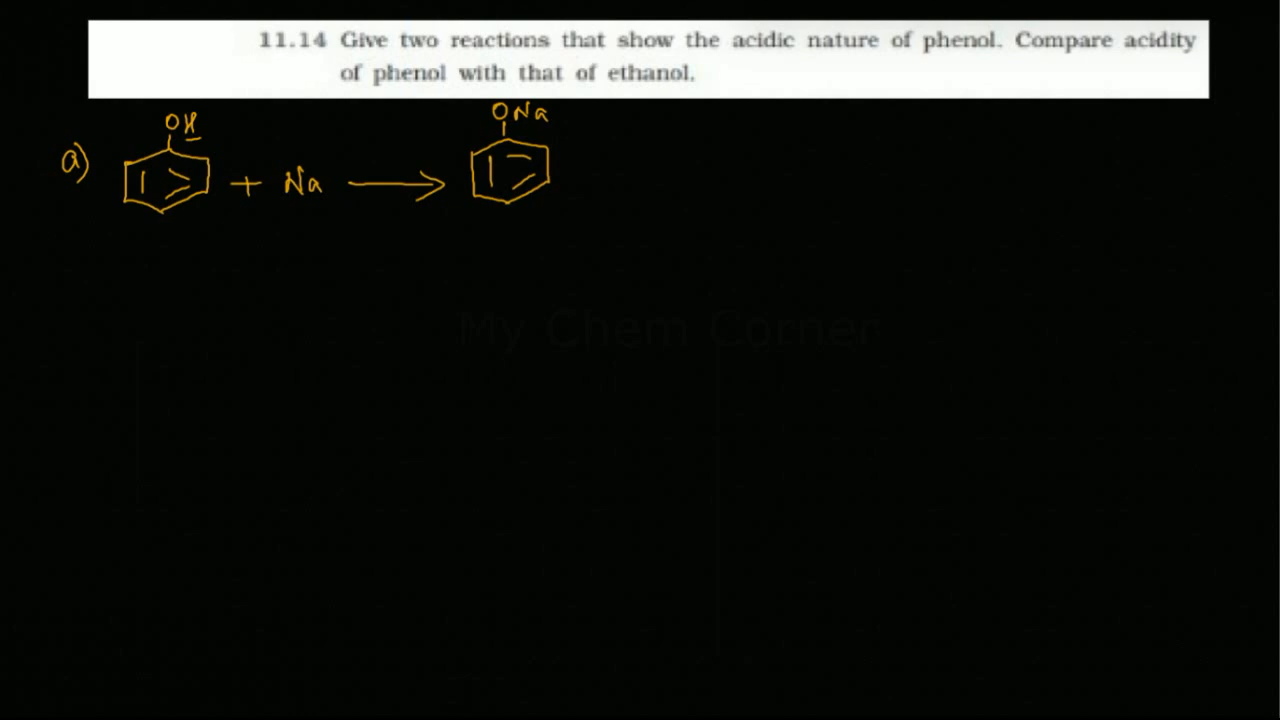 11.14 Give two reactions that show the acidic nature of phenol. Compare acidity
of phenol with that of ethanol.
OH
ONa
a)
+ Na
My Chem Corner